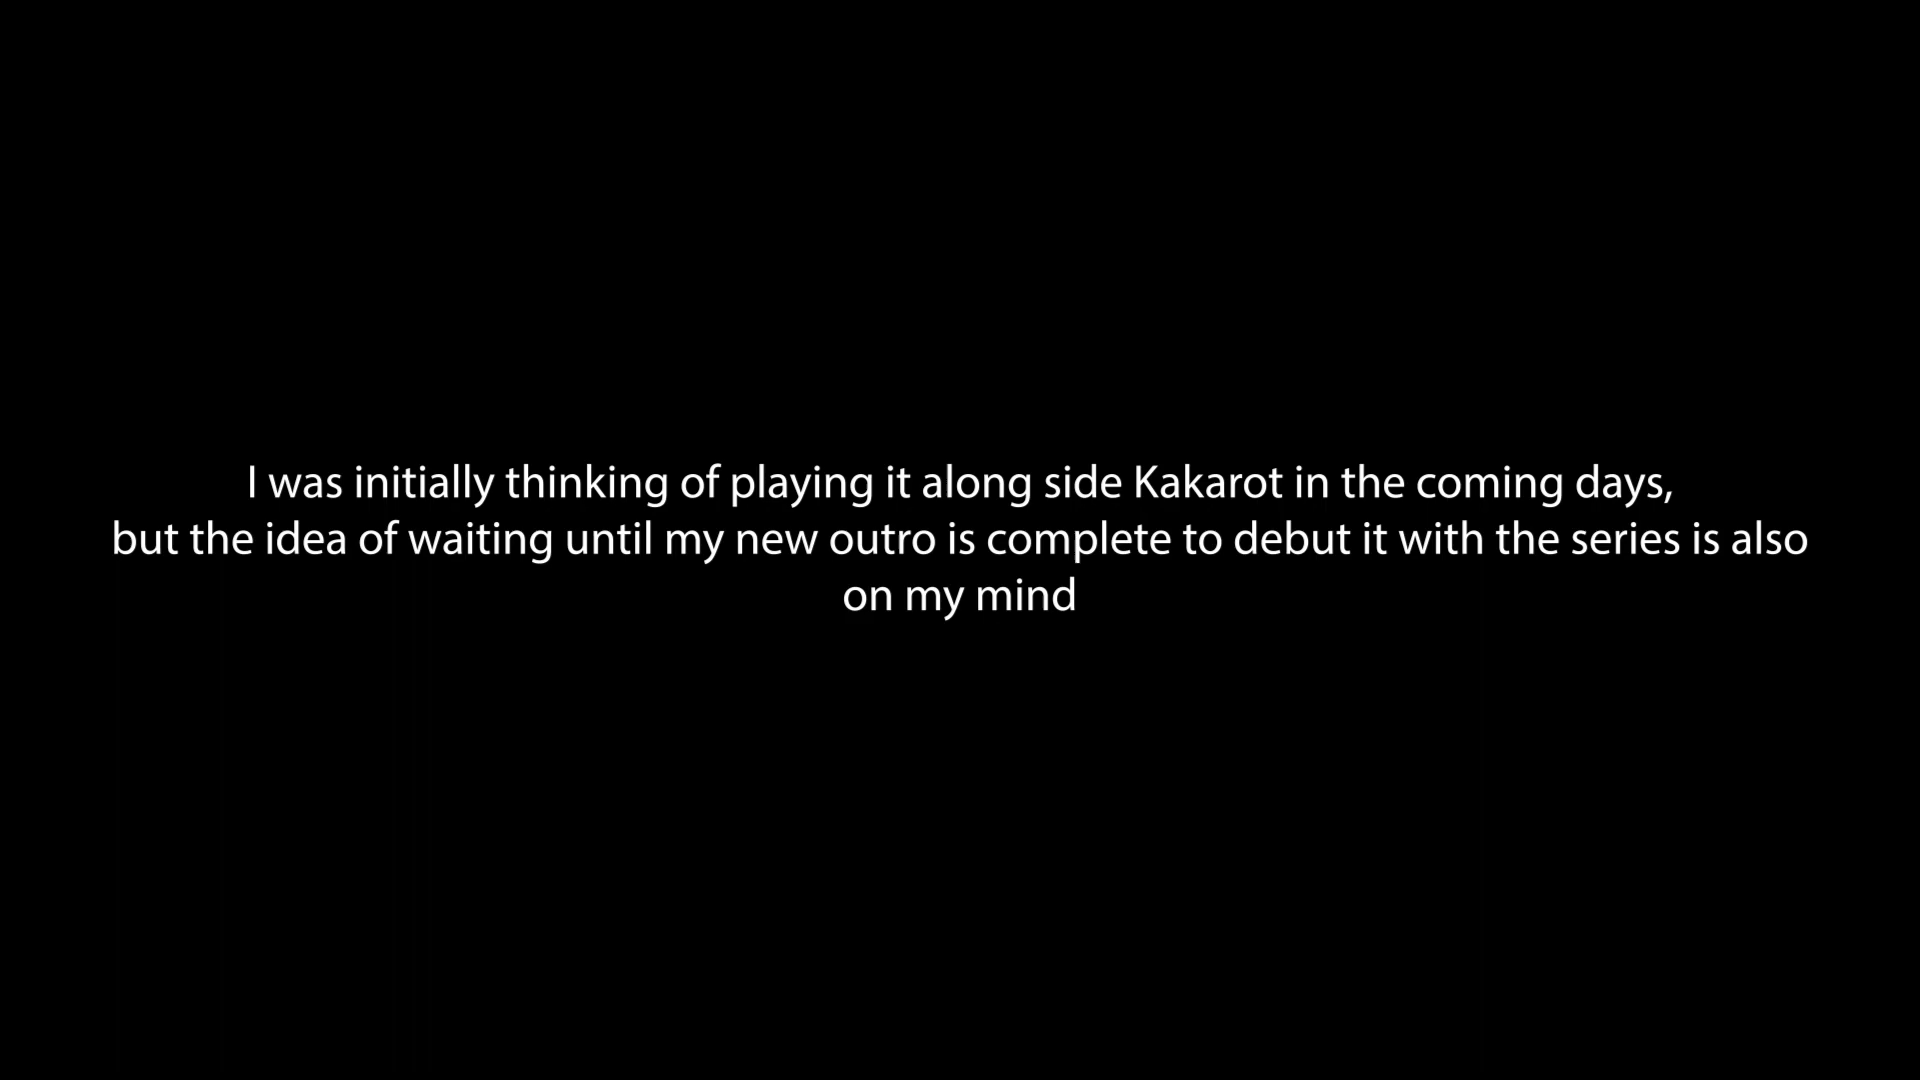 I was initially thinking of playing it along side Kakarot in the coming days,
but the idea of waiting until my new outro is complete to debut it with the series is also
on my mind